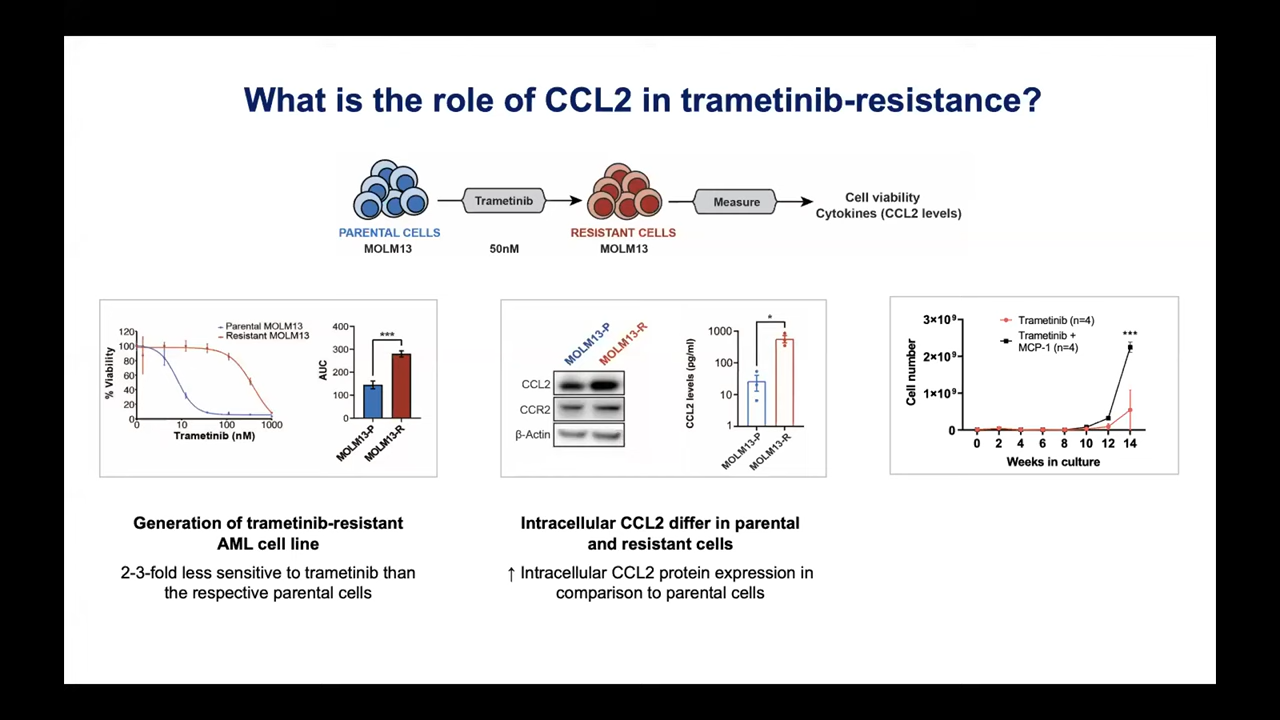 What is the role of CCL2 in trametinib-resistance?
Trametinib
Measure
Cell viability
Cytokines (CCL2 levels)
PARENTAL CELLS
MOLM13
50nM
RESISTANT CELLS
MOLM13
% Viability
120
100
80
60
40
20
0
0
10
100
1000
Trametinib (nM)
Parental MOLM13
Resistant MOLM13
AUC
400
300
200
100
0
***
MOLM13-P
MOLM13-R
MOLM13-P
MOLM13-R
CCL2
CCR2
β-Actin
CCL2 levels (pg/ml)
1000
100
10
1
*
MOLM13-P
MOLM13-R
Cell number
3×10⁹
2×10⁹
1×10⁹
0
0 2 4 6 8 10 12 14
Weeks in culture
Trametinib (n=4)
Trametinib +
MCP-1 (n=4)
***
Generation of trametinib-resistant
AML cell line
2-3-fold less sensitive to trametinib than
the respective parental cells
Intracellular CCL2 differ in parental
and resistant cells
↑ Intracellular CCL2 protein expression in
comparison to parental cells